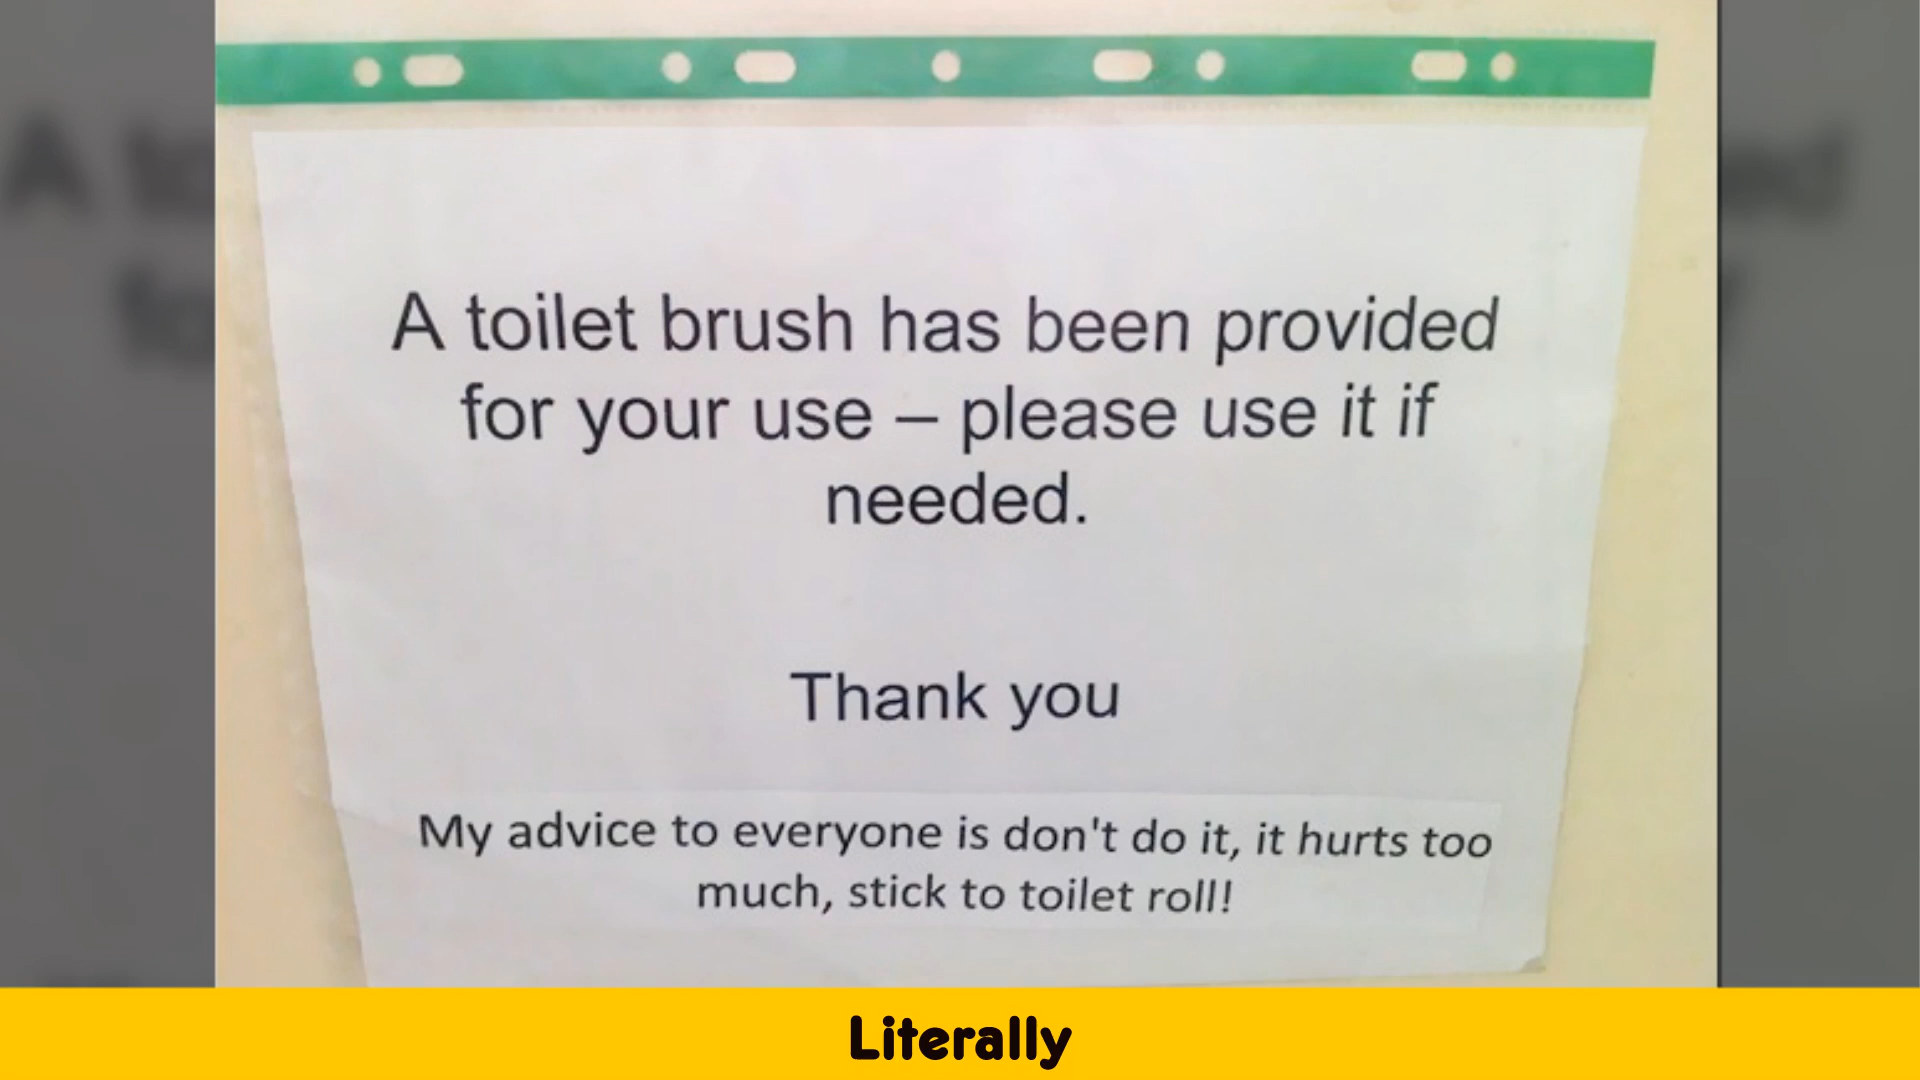 A toilet brush has been provided
for your use – please use it if
needed.
Thank you
My advice to everyone is don't do it, it hurts too
much, stick to toilet roll!
Literally